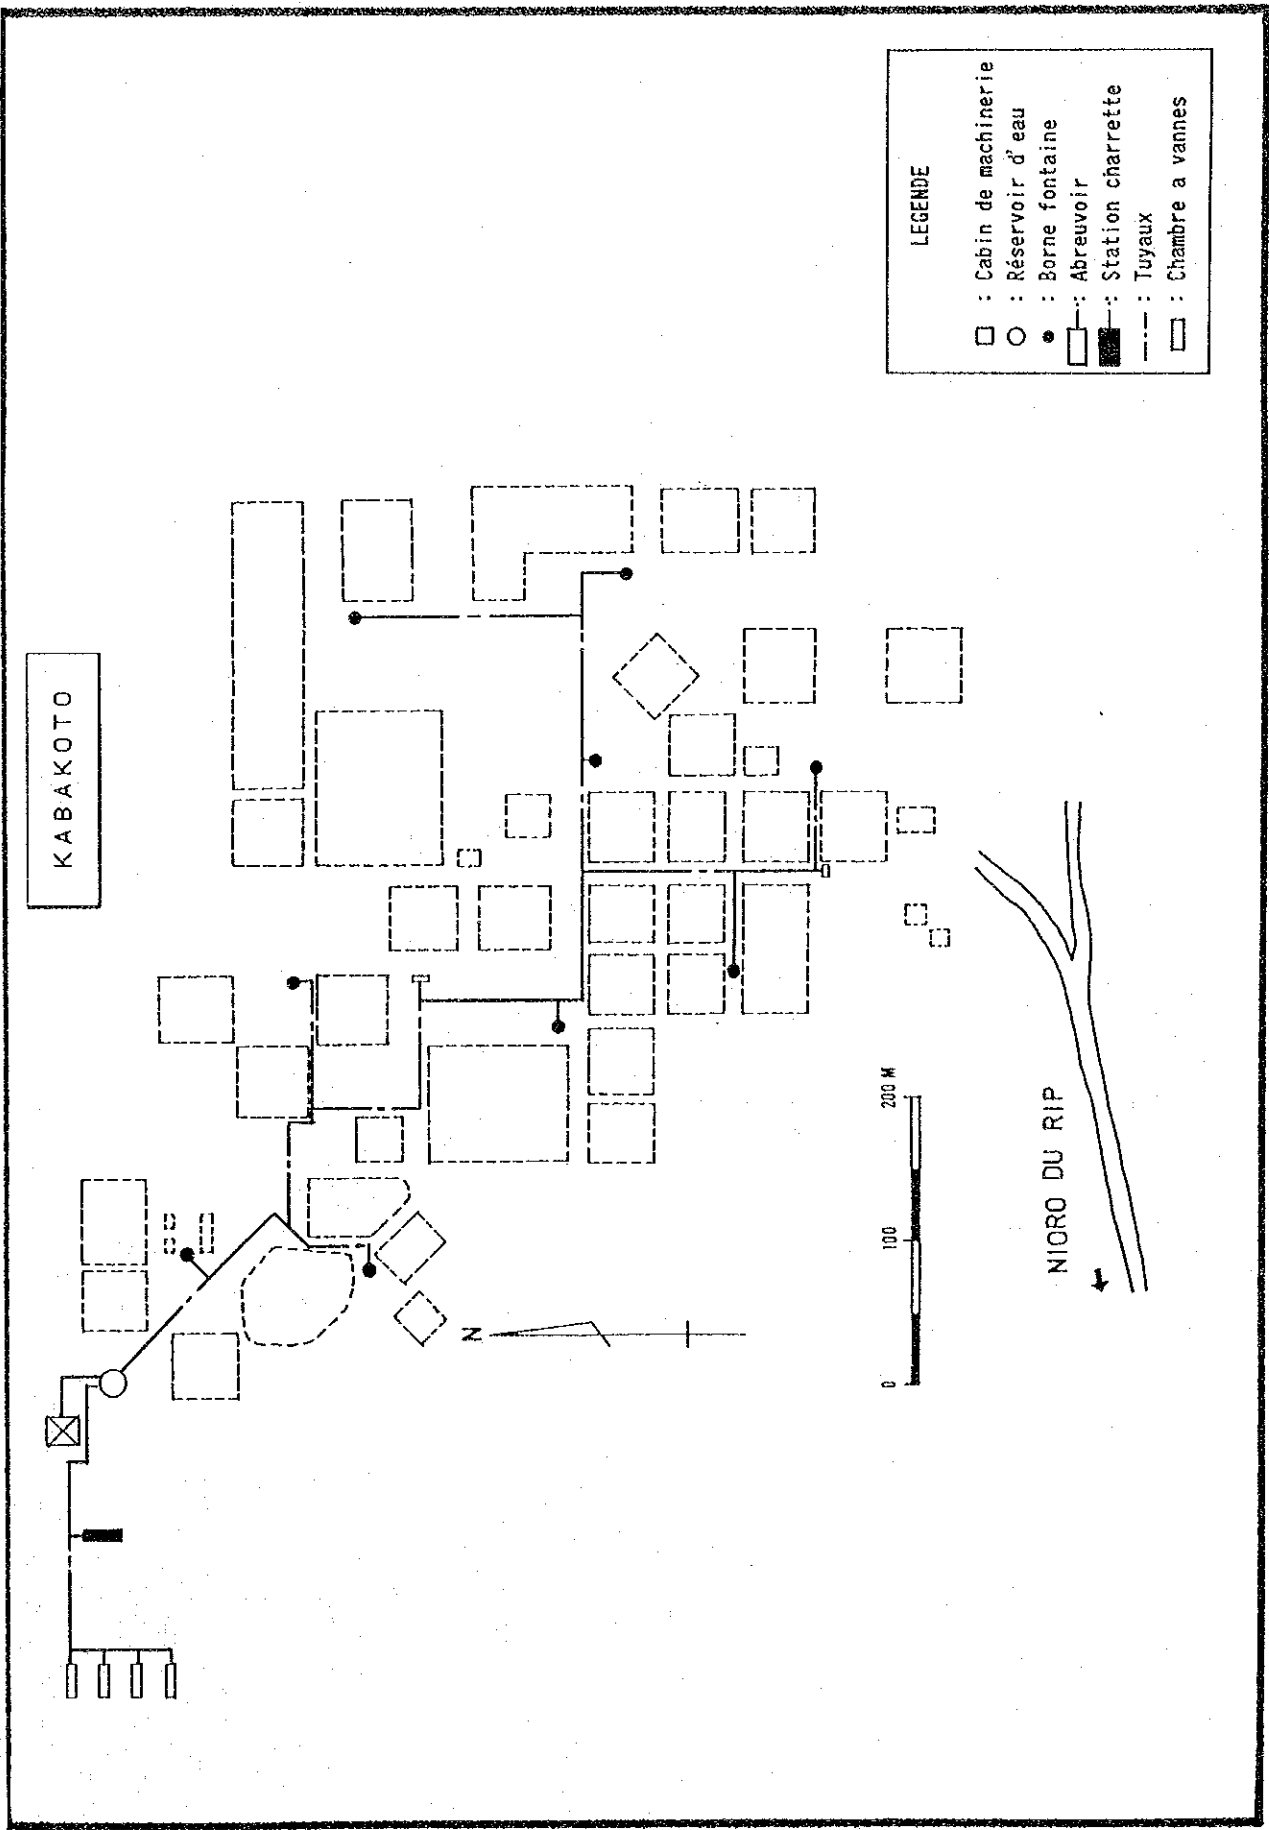 KABAKOTO
LEGENDE
: Cabin de machinerie
: Réservoir d'eau
: Borne fontaine
: Abreuvoir
: Station charrette
: Tuyaux
: Chambre a vannes
N
0 100 200 M
NIORO DU RIP